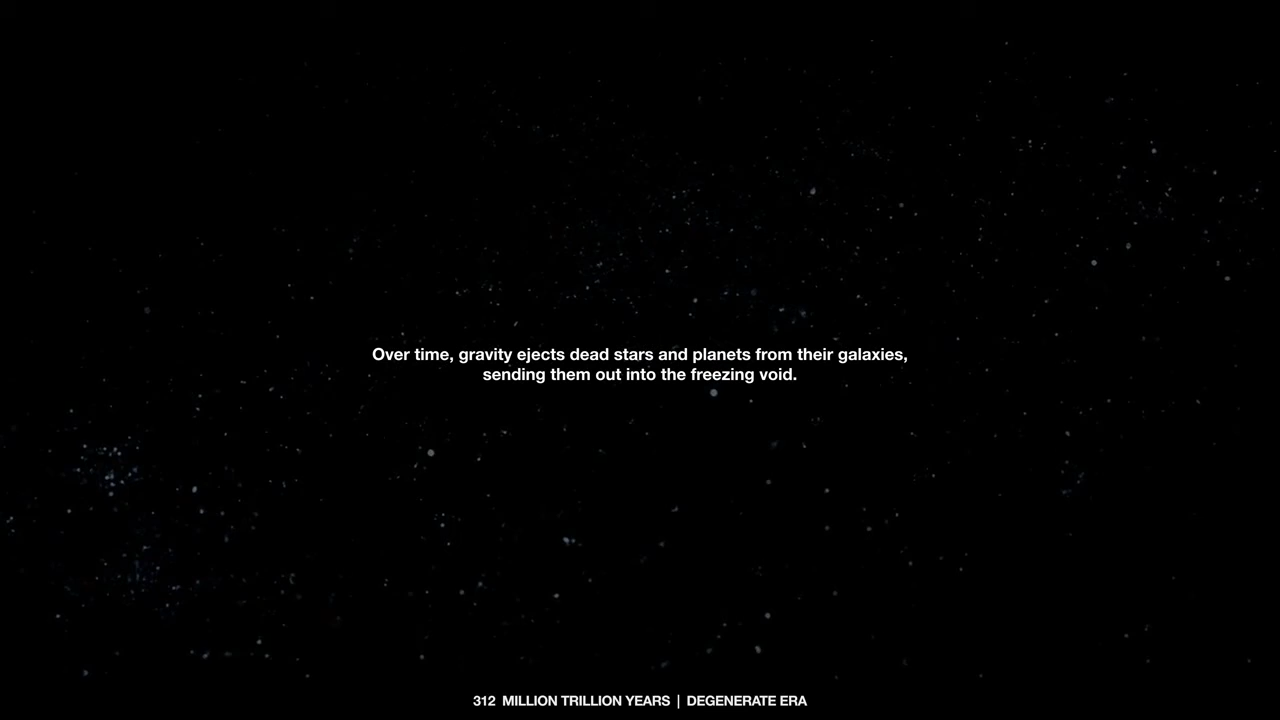 Over time, gravity ejects dead stars and planets from their galaxies,
sending them out into the freezing void.
312 MILLION TRILLION YEARS | DEGENERATE ERA